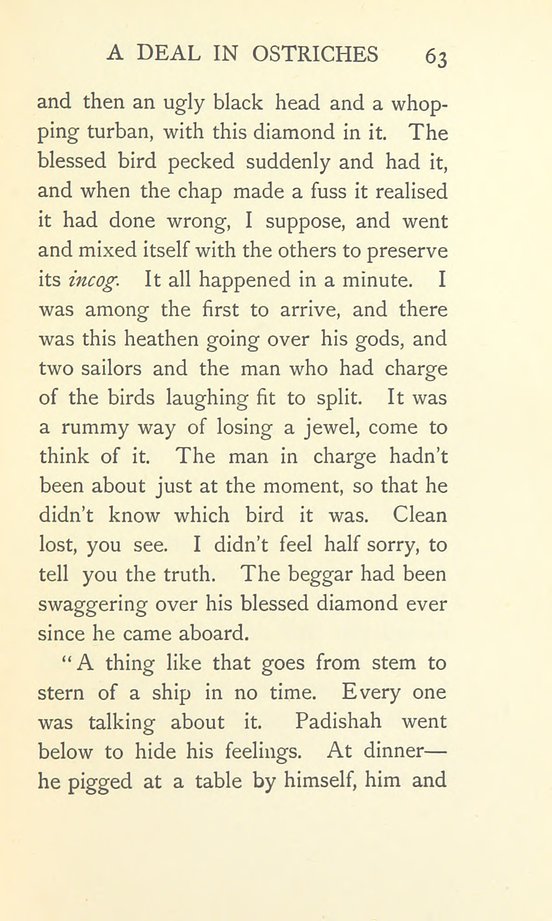 A DEAL IN OSTRICHES 63
and then an ugly black head and a whop-
ping turban, with this diamond in it. The
blessed bird pecked suddenly and had it,
and when the chap made a fuss it realised
it had done wrong, I suppose, and went
and mixed itself with the others to preserve
its incog. It all happened in a minute. I
was among the first to arrive, and there
was this heathen going over his gods, and
two sailors and the man who had charge
of the birds laughing fit to split. It was
a rummy way of losing a jewel, come to
think of it. The man in charge hadn't
been about just at the moment, so that he
didn't know which bird it was. Clean
lost, you see. I didn't feel half sorry, to
tell you the truth. The beggar had been
swaggering over his blessed diamond ever
since he came aboard.
“A thing like that goes from stem to
stern of a ship in no time. Every one
was talking about it. Padishah went
below to hide his feelings. At dinner—
he pigged at a table by himself, him and